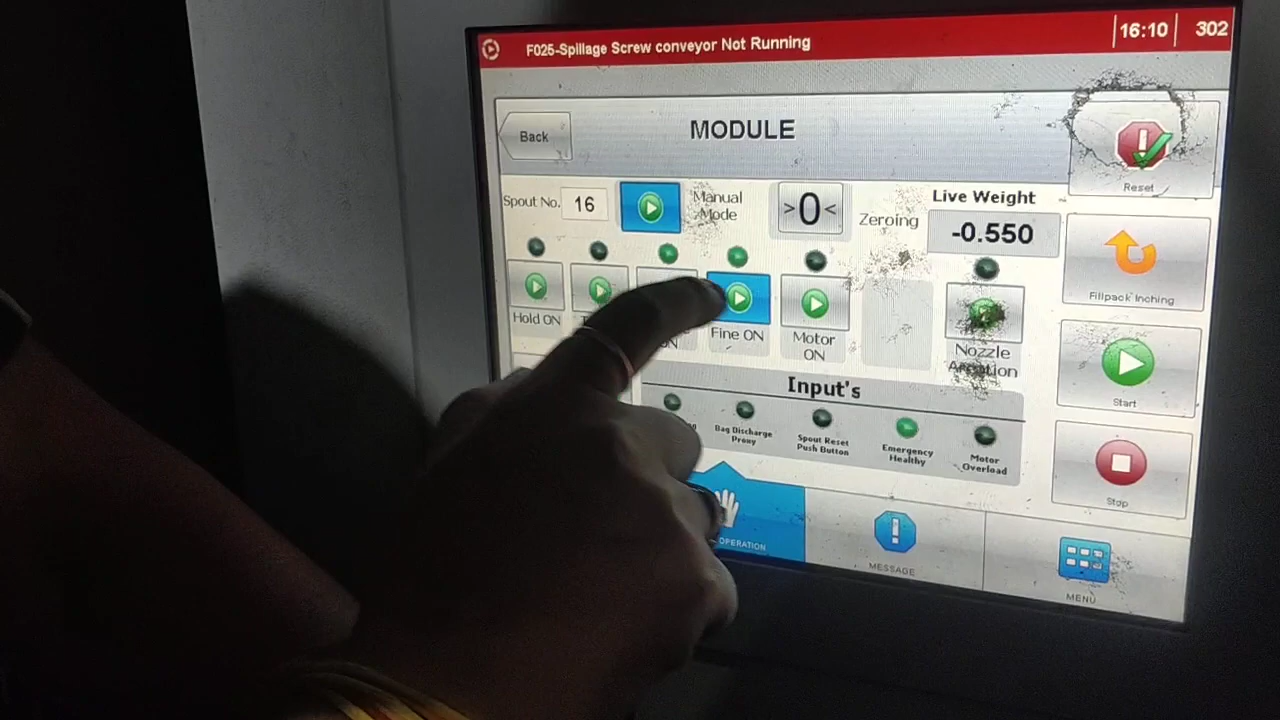 F025-Spillage Screw conveyor Not Running
16:10
302
Back
MODULE
Reset
Spout No.
16
Manual
Mode
>0<
Zeroing
Live Weight
-0.550
Fillpack Inching
Hold ON
Fine ON
Motor
ON
Nozzle
Areation
Start
Input's
Bag Discharge
Proxy
Spout Reset
Push Button
Emergency
Healthy
Motor
Overload
Stop
OPERATION
MESSAGE
MENU